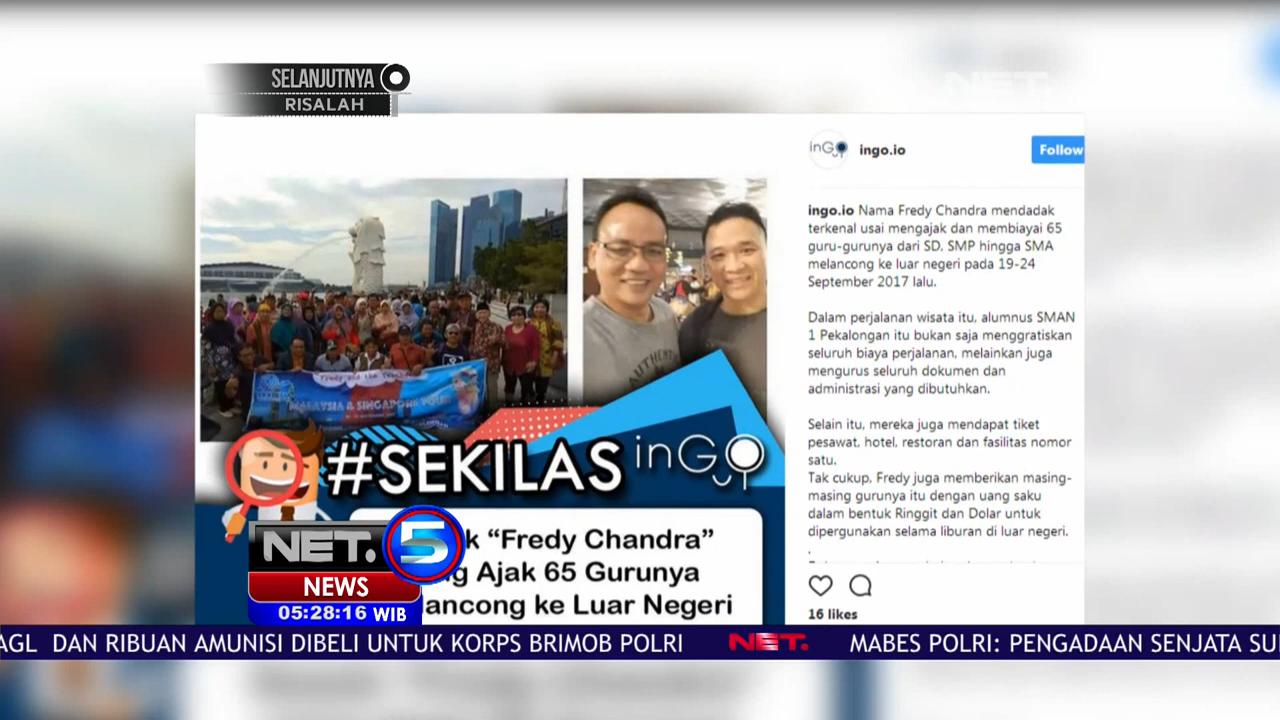 SELANJUTNYA
RISALAH
NET.
inGO
ingo.io
Follow
MALAYSIA & SINGAPORE TOUR
ingo.io Nama Fredy Chandra mendadak
terkenal usai mengajak dan membiayai 65
guru-gurunya dari SD, SMP hingga SMA
melancong ke luar negeri pada 19-24
September 2017 lalu.
Dalam perjalanan wisata itu, alumnus SMAN
1 Pekalongan itu bukan saja menggratiskan
seluruh biaya perjalanan, melainkan juga
mengurus seluruh dokumen dan
administrasi yang dibutuhkan.
Selain itu, mereka juga mendapat tiket
pesawat, hotel, restoran dan fasilitas nomor
satu.
Tak cukup, Fredy juga memberikan masing-
masing gurunya itu dengan uang saku
dalam bentuk Ringgit dan Dolar untuk
dipergunakan selama liburan di luar negeri.
.
16 likes
#SEKILAS inGO
k “Fredy Chandra”
g Ajak 65 Gurunya
lancong ke Luar Negeri
NET. 5
NEWS
05:28:16 WIB
AGL DAN RIBUAN AMUNISI DIBELI UNTUK KORPS BRIMOB POLRI NET. MABES POLRI: PENGADAAN SENJATA SU